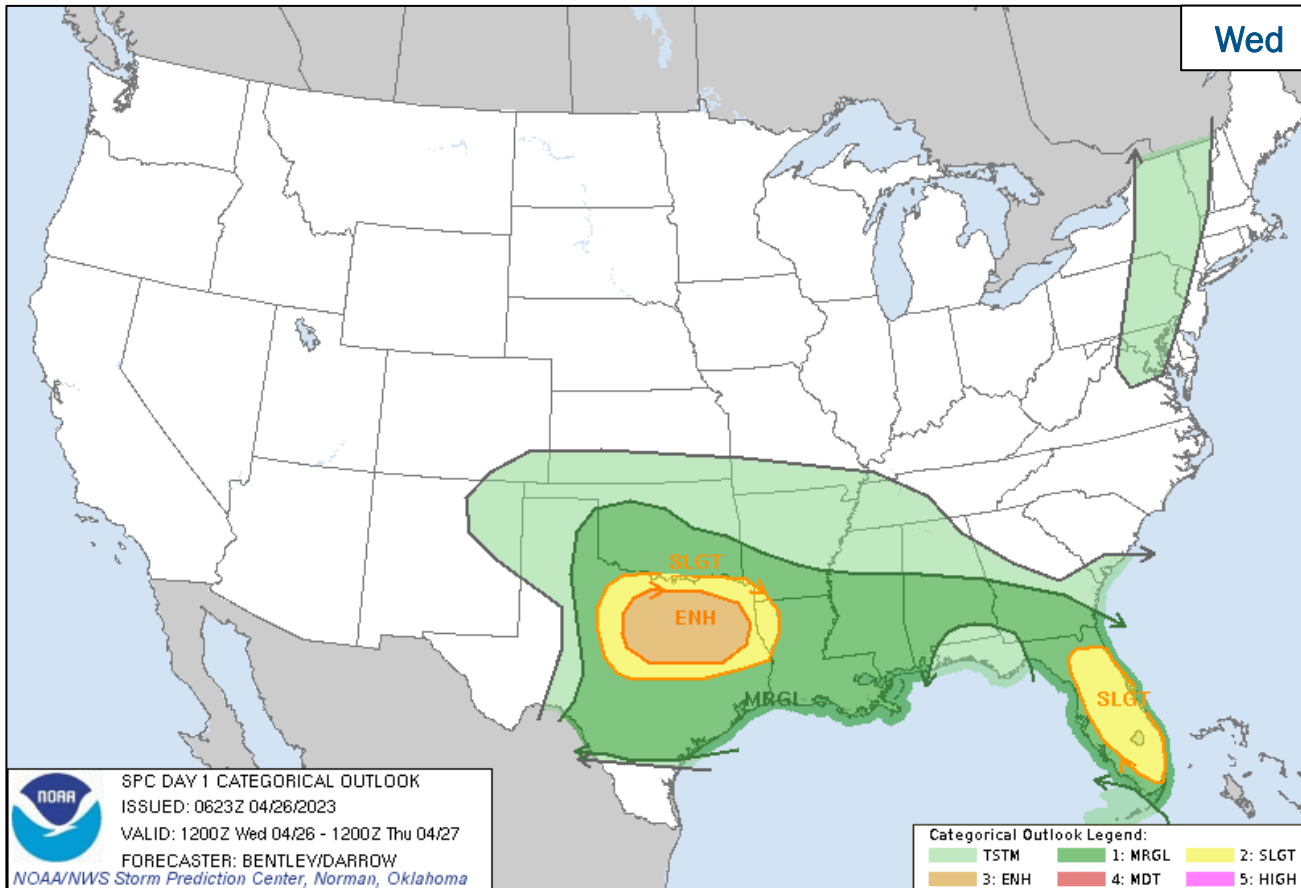 Wed
SLGT
ENH
MRGL
SLGT
NOAA
SPC DAY 1 CATEGORICAL OUTLOOK
ISSUED: 0623Z 04/26/2023
VALID: 1200Z Wed 04/26 - 1200Z Thu 04/27
FORECASTER: BENTLEY/DARROW
NOAA/NWS Storm Prediction Center, Norman, Oklahoma
Categorical Outlook Legend:
TSTM 1: MRGL 2: SLGT
3: ENH 4: MDT 5: HIGH